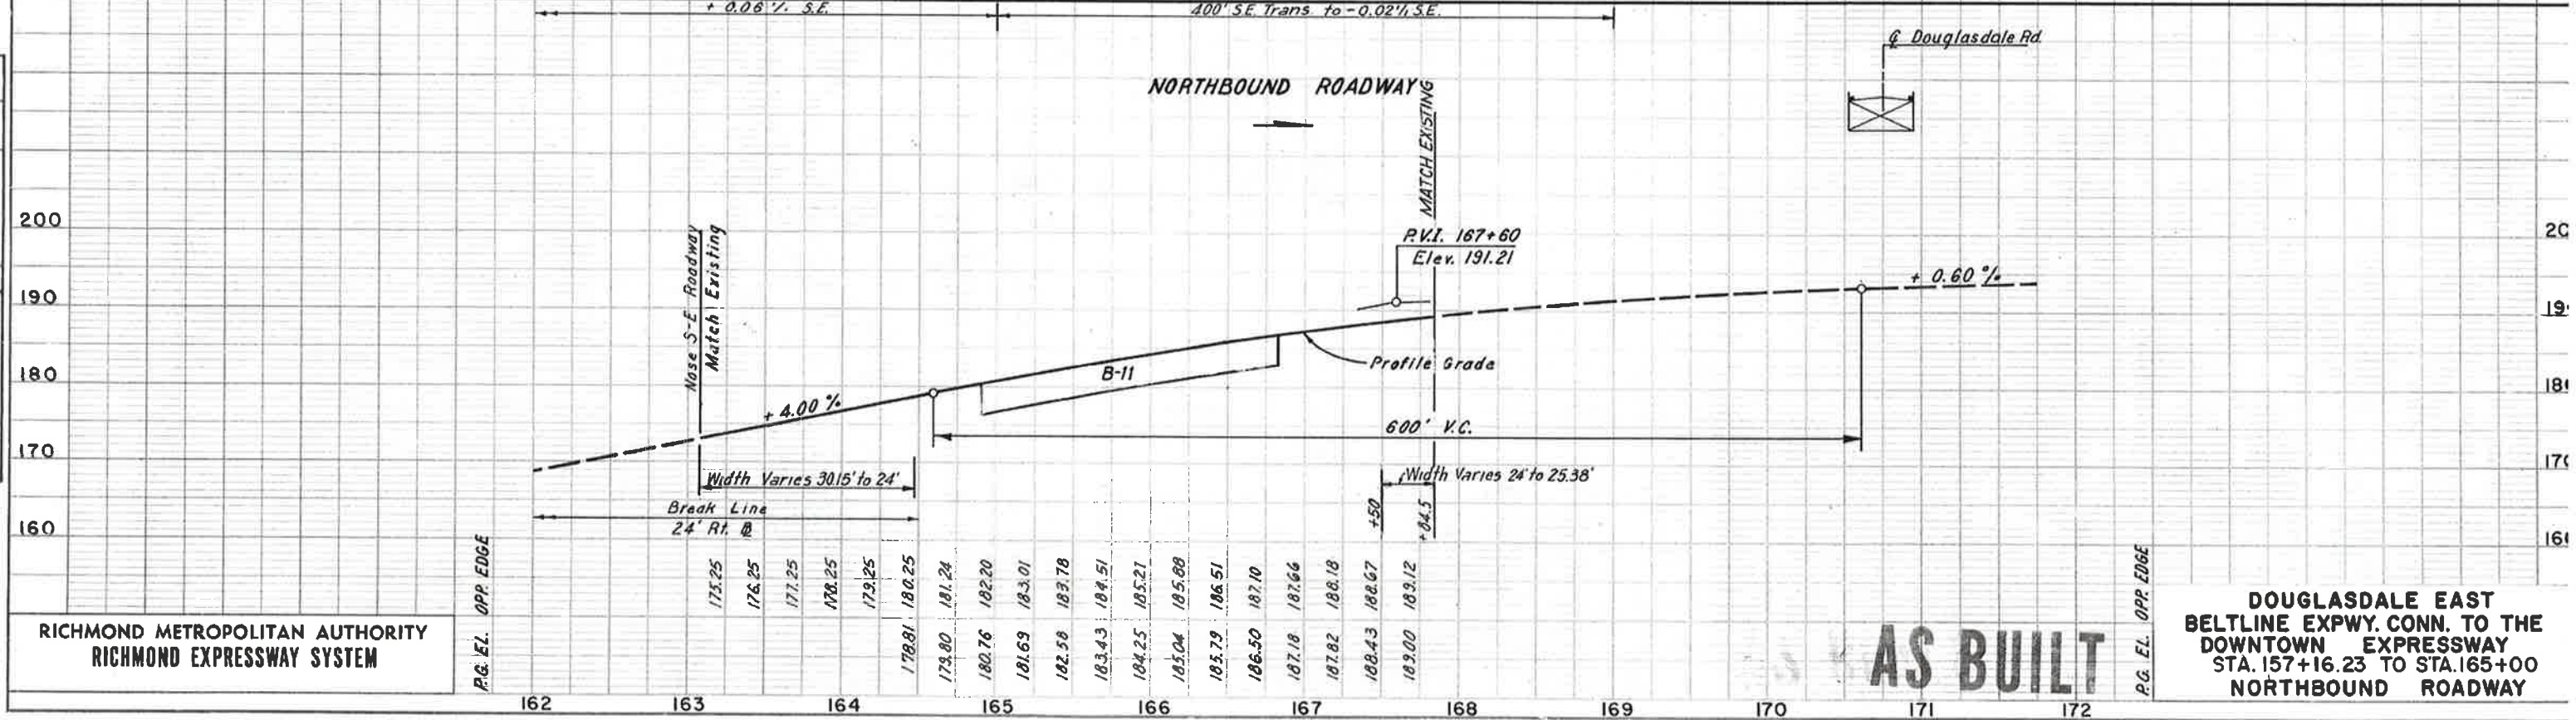 + 0.06 % S.E.
400' S.E. Trans. to - 0.02% S.E.
℄ Douglasdale Rd.
NORTHBOUND ROADWAY
MATCH EXISTING
Nose S-E Roadway
Match Existing
P.V.I. 167+60
Elev. 191.21
+ 0.60 %
+ 4.00 %
B-11
Profile Grade
600' V.C.
Width Varies 30.15' to 24'
Width Varies 24' to 25.38'
Break Line
24' Rt.
+50
+84.5
200
190
180
170
160
P.G. EL. OPP. EDGE
176.25
177.25
178.25
179.25
178.81 180.25
179.80 181.24
180.76 182.20
181.69 183.01
182.58 183.78
183.43 184.51
184.25 185.21
185.04 185.88
185.79 186.51
186.50 187.10
187.18 187.66
187.82 188.18
188.43 188.67
189.00 189.12
P.G. EL. OPP. EDGE
RICHMOND METROPOLITAN AUTHORITY
RICHMOND EXPRESSWAY SYSTEM
AS BUILT
DOUGLASDALE EAST
BELTLINE EXPWY. CONN. TO THE
DOWNTOWN EXPRESSWAY
STA. 157+16.23 TO STA. 165+00
NORTHBOUND ROADWAY
162 163 164 165 166 167 168 169 170 171 172